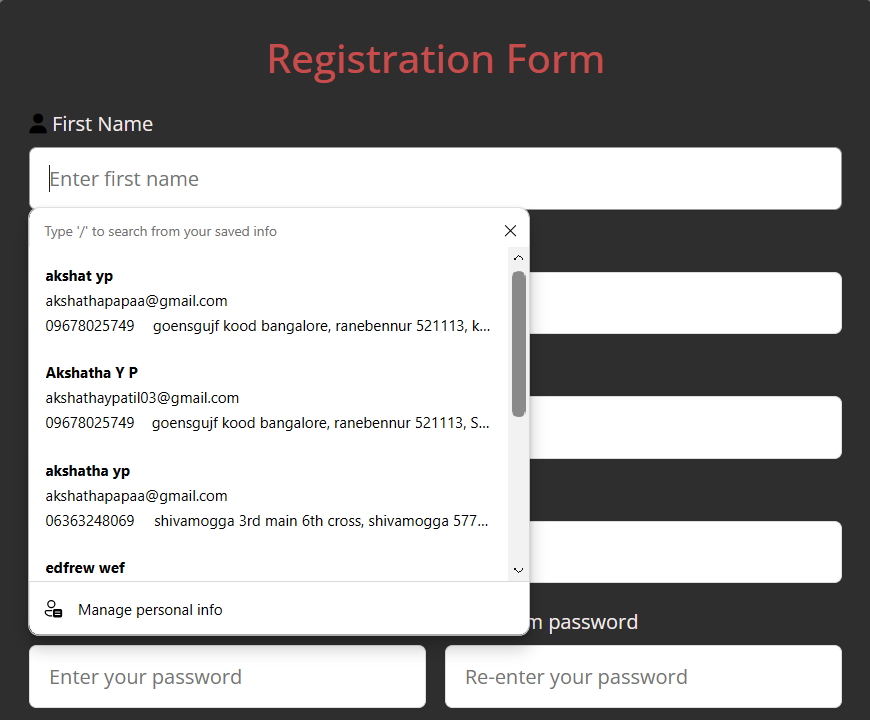 Registration Form
First Name
Enter first name
Type '/' to search from your saved info
akshat yp
akshathapapaa@gmail.com
09678025749 goensgujf kood bangalore, ranebennur 521113, k...
Akshatha Y P
akshathaypatil03@gmail.com
09678025749 goensgujf kood bangalore, ranebennur 521113, S...
akshatha yp
akshathapapaa@gmail.com
06363248069 shivamogga 3rd main 6th cross, shivamogga 577...
edfrew wef
Manage personal info
m password
Enter your password
Re-enter your password